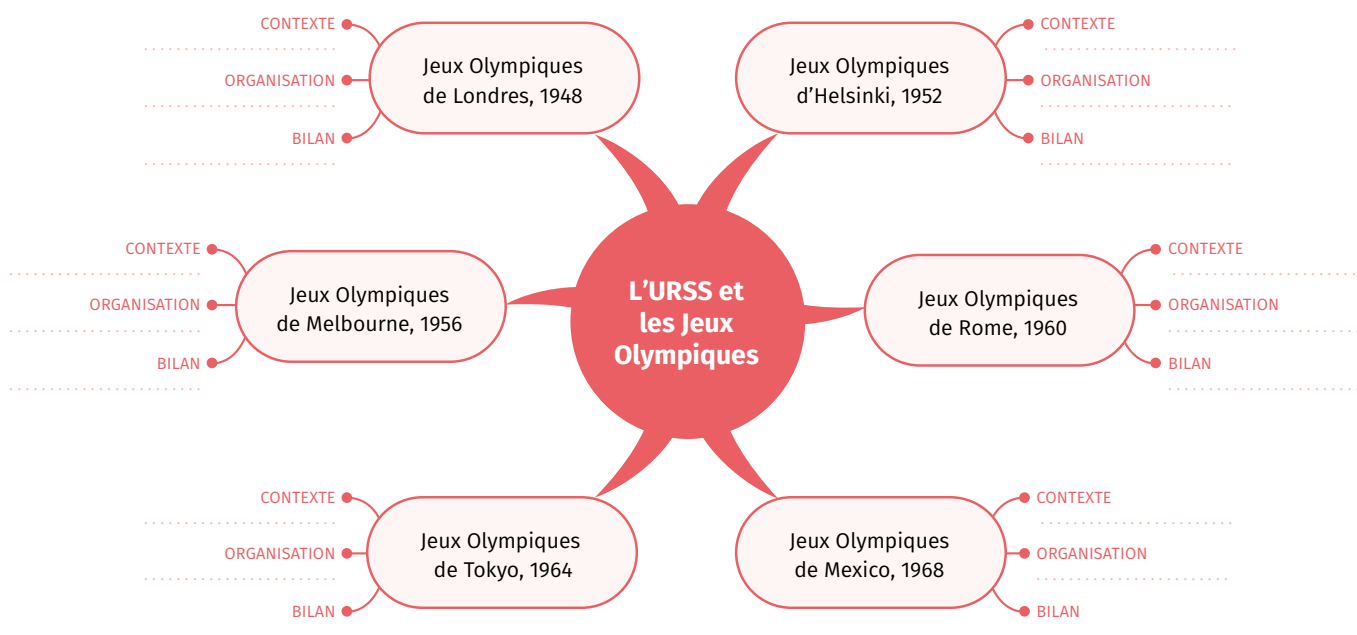 CONTEXTE
ORGANISATION
BILAN
Jeux Olympiques
de Londres, 1948
Jeux Olympiques
d'Helsinki, 1952
CONTEXTE
ORGANISATION
BILAN
CONTEXTE
ORGANISATION
BILAN
Jeux Olympiques
de Melbourne, 1956
L'URSS et
les Jeux
Olympiques
Jeux Olympiques
de Rome, 1960
CONTEXTE
ORGANISATION
BILAN
CONTEXTE
ORGANISATION
BILAN
Jeux Olympiques
de Tokyo, 1964
Jeux Olympiques
de Mexico, 1968
CONTEXTE
ORGANISATION
BILAN